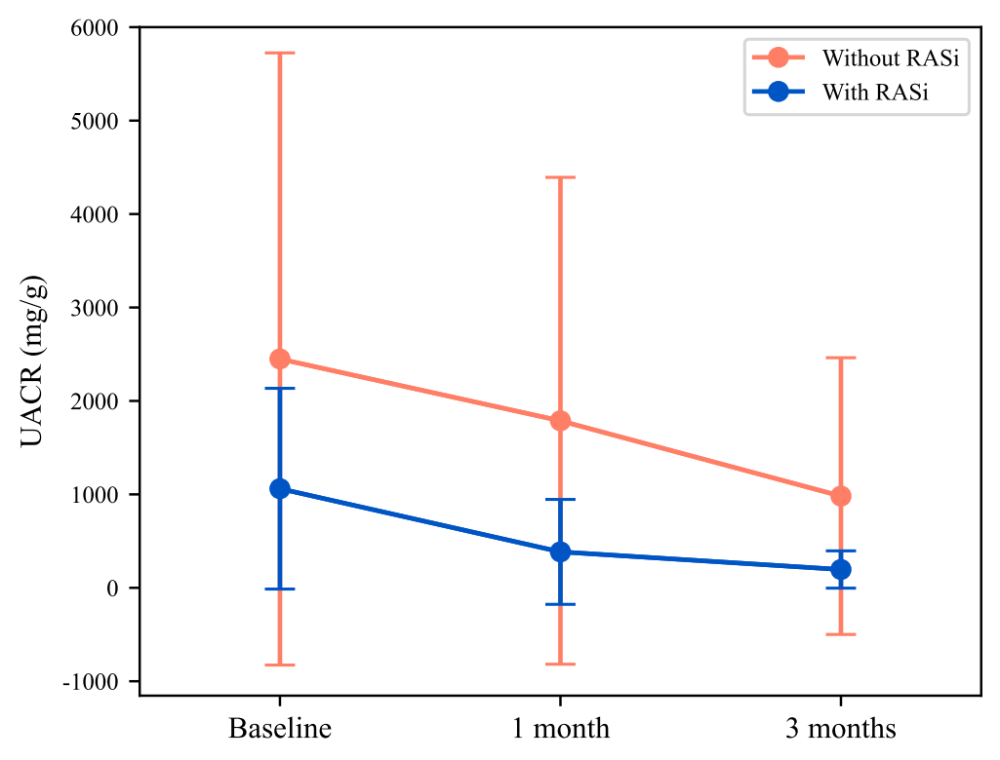 6000
5000
4000
3000
2000
1000
0
-1000
UACR (mg/g)
Without RASi
With RASi
Baseline
1 month
3 months